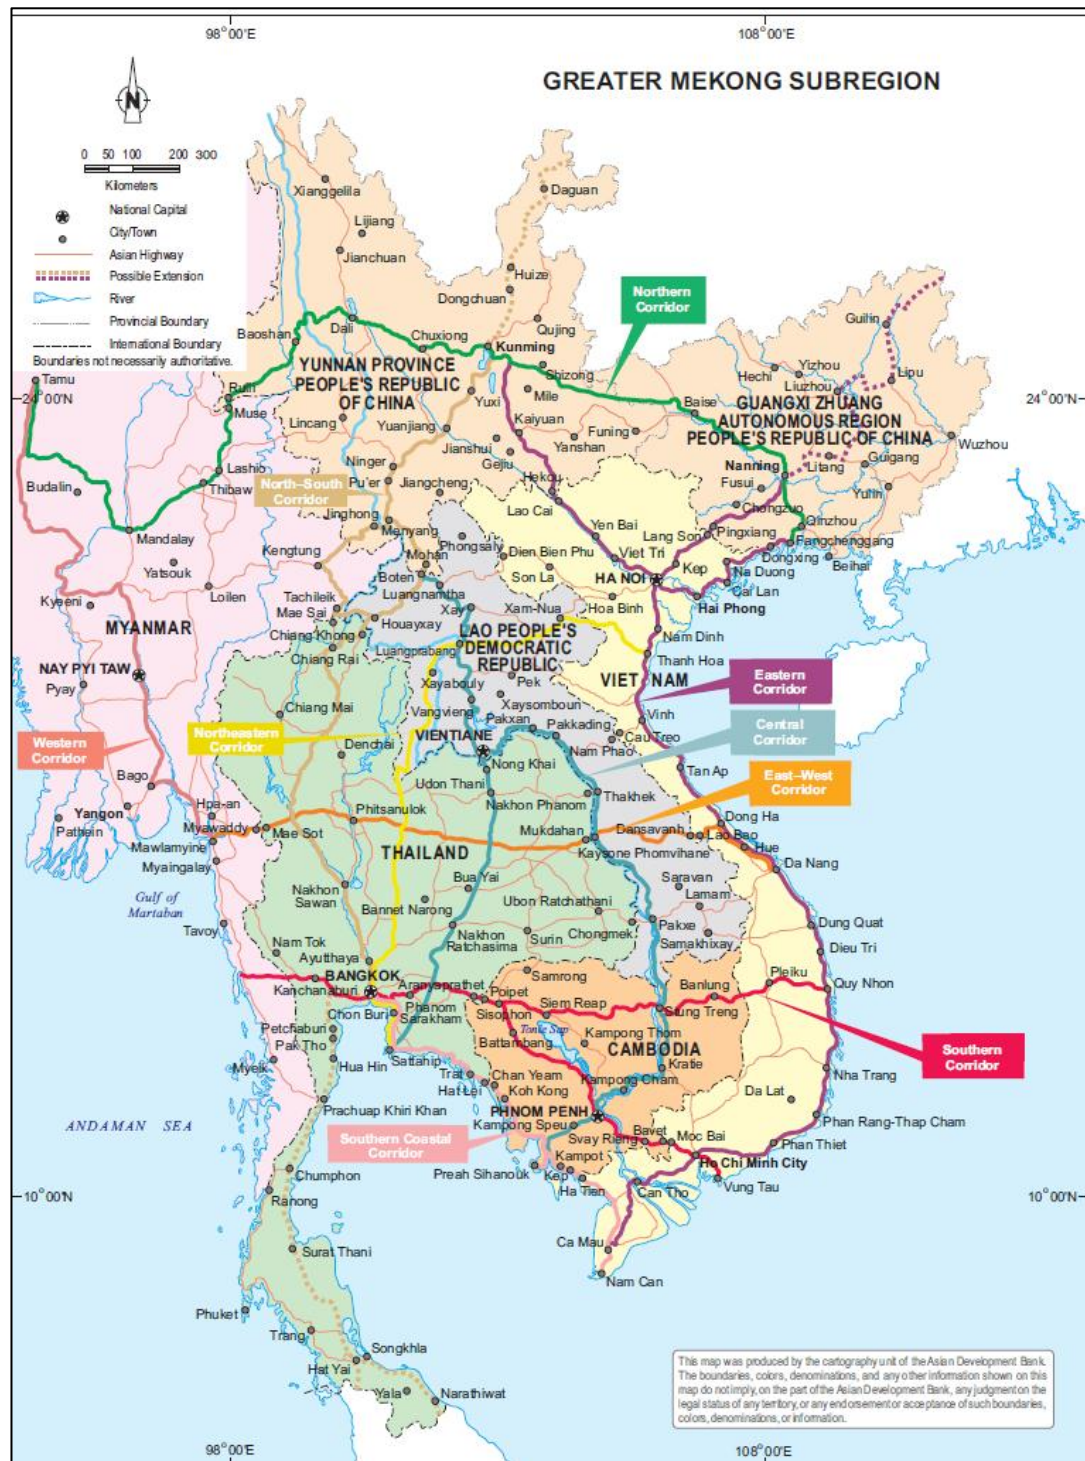 98°00'E
108°00'E
GREATER MEKONG SUBREGION
N
0 50 100 200 300
Kilometers
National Capital
City/Town
Asian Highway
Possible Extension
River
Provincial Boundary
International Boundary
Boundaries not necessarily authoritative.
Daguan
Xianggelila
Lijiang
Jianchuan
Huize
Dongchuan
Northern
Corridor
Guilin
Baoshan
Dali
Chuxiong
Qujing
Kunming
YUNNAN PROVINCE
PEOPLE'S REPUBLIC
OF CHINA
Shizong
Hechi
Yizhou
Liuzhou
Lipu
Tamu
24°00'N
24°00'N
Ruili
Muse
Yuxi
Mile
Baise
GUANGXI ZHUANG
AUTONOMOUS REGION
PEOPLE'S REPUBLIC OF CHINA
Lincang
Yuanjiang
Kaiyuan
Funing
Yanshan
Wuzhou
Jianshui
Gejiu
Nanning
Litang
Guigang
Lashio
Ninger
Pu'er
North–South
Corridor
Hekou
Fusui
Yulin
Budalin
Thibaw
Jiangcheng
Lao Cai
Chongzuo
Jinghong
Menyang
Yen Bai
Lang Son
Pingxiang
Qinzhou
Fangchenggang
Mandalay
Mohan
Phongsaly
Dien Bien Phu
Viet Tri
Kep
Dongxing
Beihai
Yatsouk
Kengtung
Boten
Son La
HA NOI
Na Duong
Cai Lan
Kyeeni
Loilen
Tachileik
Mae Sai
Luangnamtha
Xay
Xam-Nua
Hoa Binh
Hai Phong
MYANMAR
Chiang Khong
Houayxay
LAO PEOPLE'S
DEMOCRATIC
REPUBLIC
Nam Dinh
Chiang Rai
Luangprabang
Thanh Hoa
NAY PYI TAW
Pyay
Xayabouly
Pek
VIET NAM
Eastern
Corridor
Chiang Mai
Vangvieng
Xaysomboun
Pakxan
Pakkading
Vinh
Central
Corridor
Western
Corridor
Northeastern
Corridor
VIENTIANE
Cau Treo
Nam Phao
Denchai
Nong Khai
Tan Ap
Bago
Udon Thani
East–West
Corridor
Yangon
Hpa-an
Phitsanulok
Nakhon Phanom
Thakhek
Dong Ha
Pathein
Myawaddy
Mae Sot
Mukdahan
Dansavanh
Lao Bao
Hue
Mawlamyine
THAILAND
Kaysone Phomvihane
Da Nang
Myaingalay
Bua Yai
Saravan
Gulf of
Martaban
Nakhon
Sawan
Bannet Narong
Ubon Ratchathani
Lamam
Tavoy
Chongmek
Pakxe
Dung Quat
Nam Tok
Nakhon
Ratchasima
Surin
Samakhixay
Dieu Tri
Ayutthaya
BANGKOK
Samrong
Pleiku
Kanchanaburi
Aranyaprathet
Poipet
Banlung
Quy Nhon
Chon Buri
Phanom
Sarakham
Sisophon
Siem Reap
Stung Treng
Petchaburi
Tonle Sap
Kampong Thom
Pak Tho
Battambang
CAMBODIA
Southern
Corridor
Myeik
Hua Hin
Sattahip
Kratie
Nha Trang
Trat
Chan Yeam
Kampong Cham
Hat Lei
Koh Kong
Da Lat
Prachuap Khiri Khan
PHNOM PENH
Phan Rang-Thap Cham
ANDAMAN SEA
Kampong Speu
Southern Coastal
Corridor
Svay Rieng
Bavet
Moc Bai
Phan Thiet
Kampot
Ho Chi Minh City
Chumphon
Preah Sihanouk
Kep
Ha Tien
Can Tho
Vung Tau
10°00'N
10°00'N
Ranong
Ca Mau
Surat Thani
Nam Can
Phuket
Trang
Songkhla
Hat Yai
Yala
Narathiwat
This map was produced by the cartography unit of the Asian Development Bank.
The boundaries, colors, denominations, and any other information shown on this
map do not imply, on the part of the Asian Development Bank, any judgment on the
legal status of any territory, or any endorsement or acceptance of such boundaries,
colors, denominations, or information.
98°00'E
108°00'E